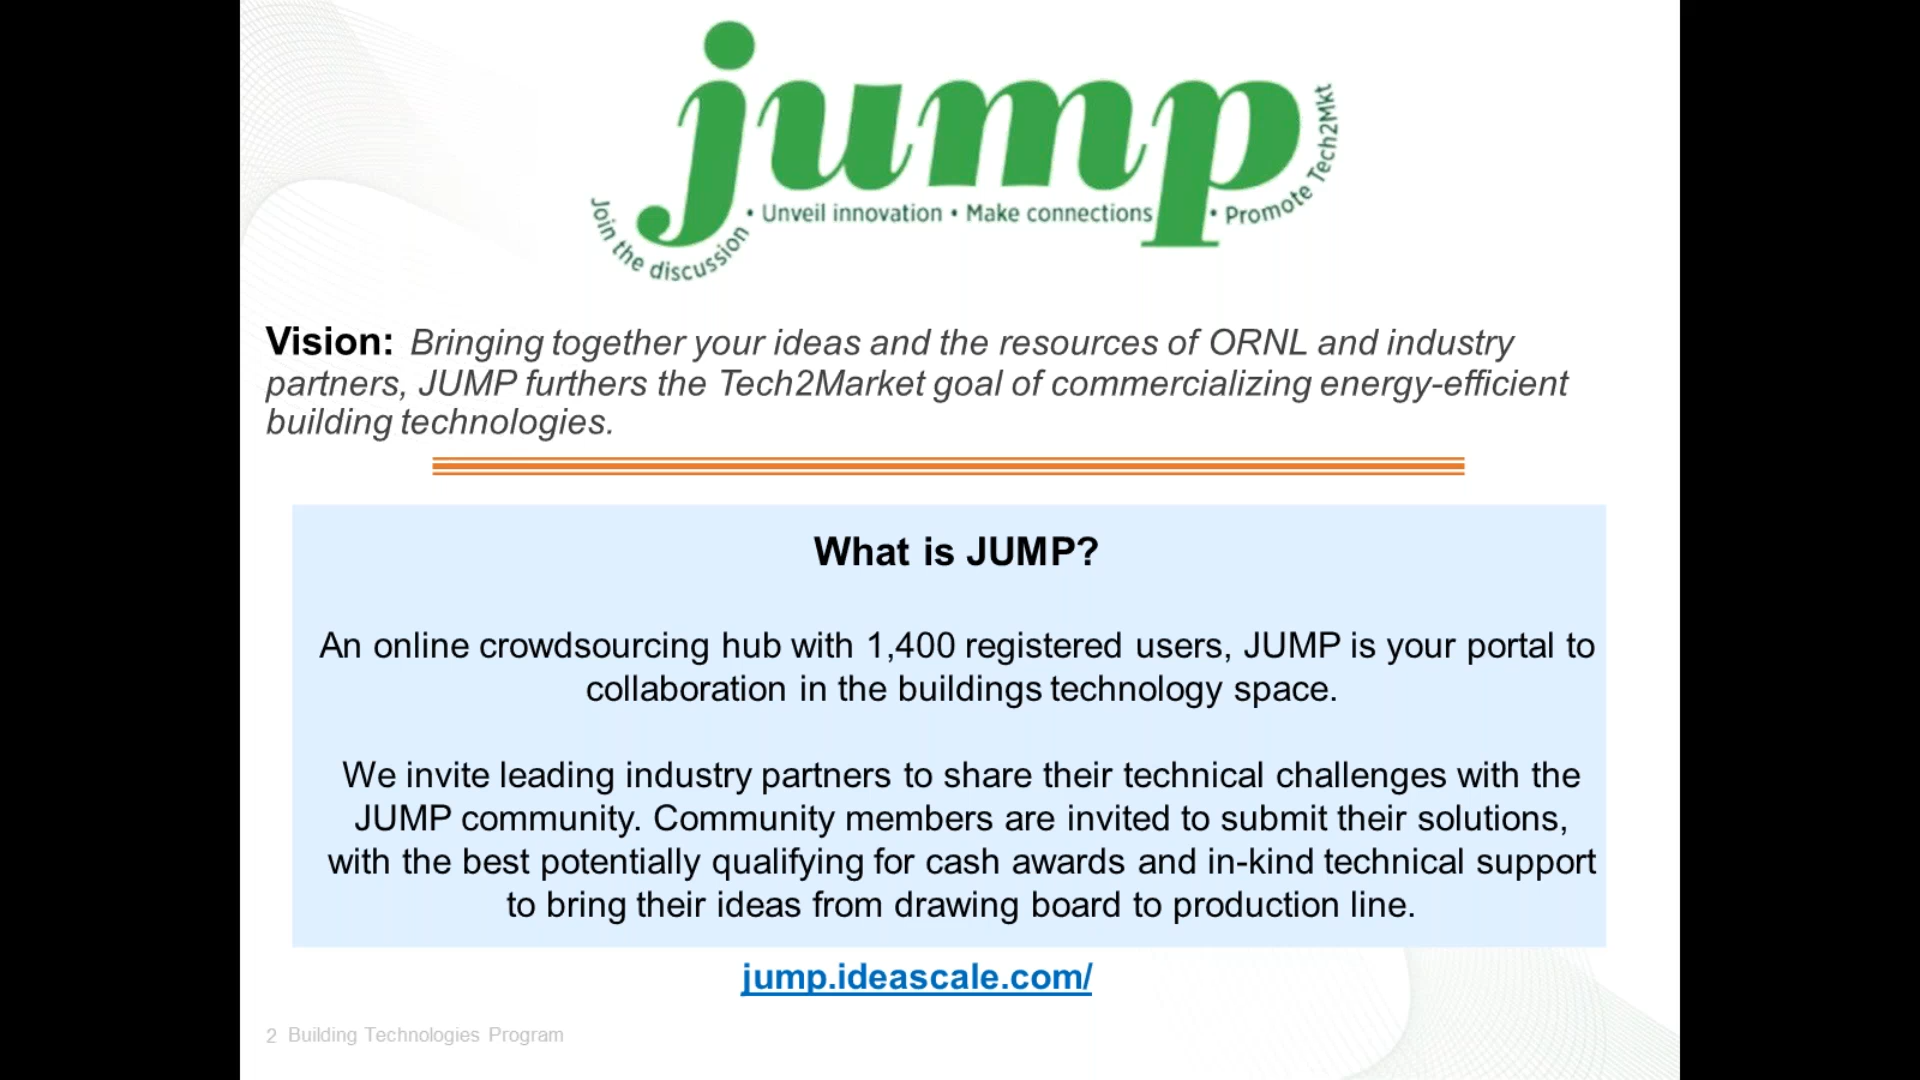 jump
Join the discussion • Unveil innovation • Make connections • Promote Tech2Mkt
Vision: Bringing together your ideas and the resources of ORNL and industry
partners, JUMP furthers the Tech2Market goal of commercializing energy-efficient
building technologies.
What is JUMP?
An online crowdsourcing hub with 1,400 registered users, JUMP is your portal to
collaboration in the buildings technology space.
We invite leading industry partners to share their technical challenges with the
JUMP community. Community members are invited to submit their solutions,
with the best potentially qualifying for cash awards and in-kind technical support
to bring their ideas from drawing board to production line.
jump.ideascale.com/
2 Building Technologies Program